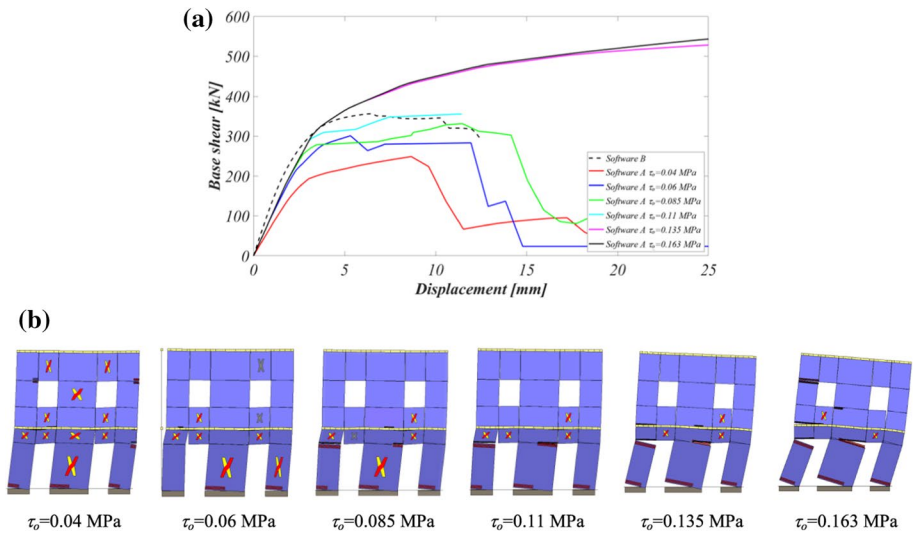 (a)
600
500
400
300
200
100
0
Base shear [kN]
0
5
10
15
20
25
Displacement [mm]
Software B
Software A τo=0.04 MPa
Software A τo=0.06 MPa
Software A τo=0.085 MPa
Software A τo=0.11 MPa
Software A τo=0.135 MPa
Software A τo=0.163 MPa
(b)
τo=0.04 MPa
τo=0.06 MPa
τo=0.085 MPa
τo=0.11 MPa
τo=0.135 MPa
τo=0.163 MPa